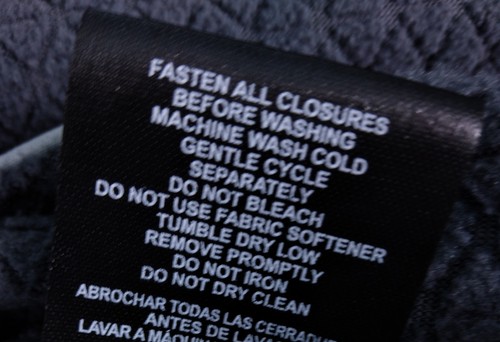 FASTEN ALL CLOSURES
BEFORE WASHING
MACHINE WASH COLD
GENTLE CYCLE
SEPARATELY
DO NOT BLEACH
DO NOT USE FABRIC SOFTENER
TUMBLE DRY LOW
REMOVE PROMPTLY
DO NOT IRON
DO NOT DRY CLEAN
ABROCHAR TODAS LAS
ANTES DE
LAVAR A